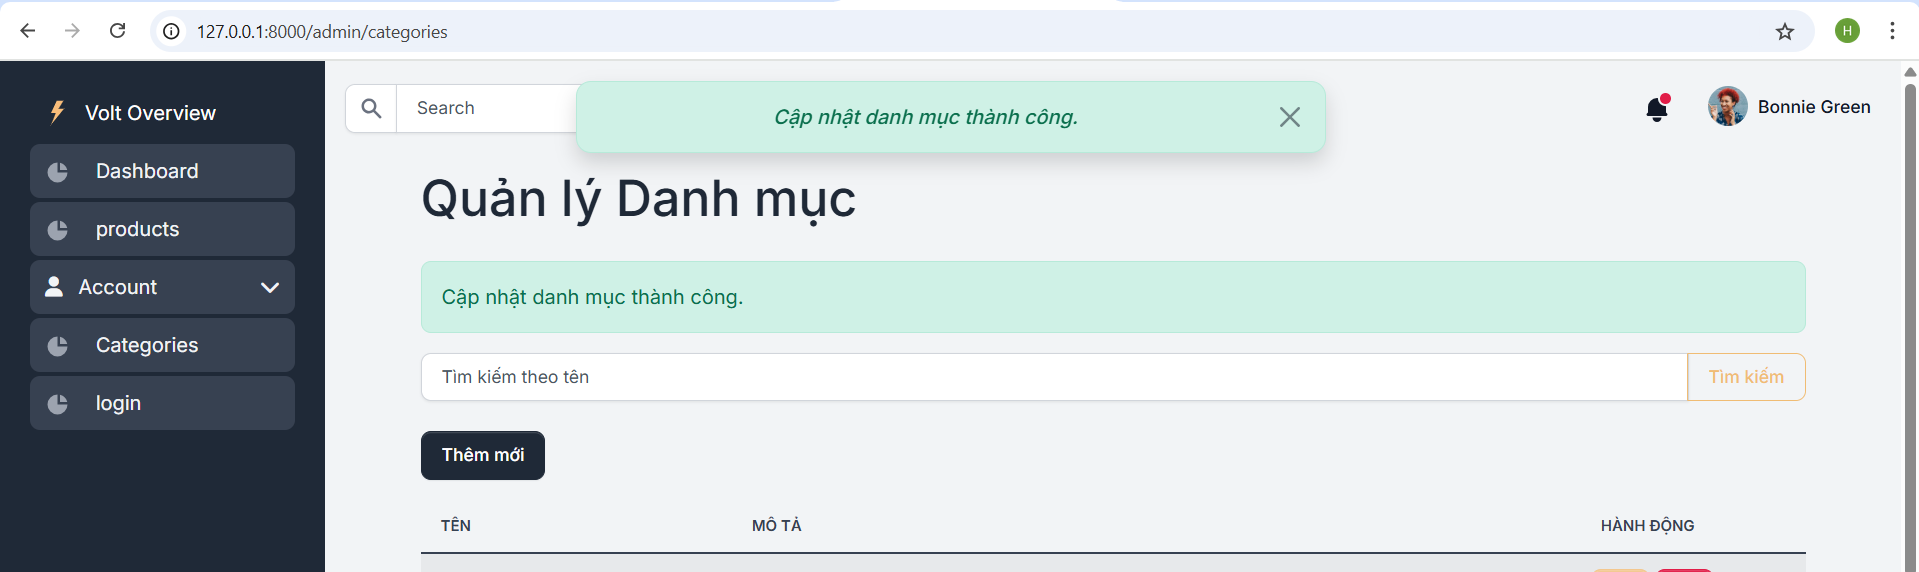 127.0.0.1:8000/admin/categories
H
Volt Overview
Dashboard
products
Account
Categories
login
Search
Cập nhật danh mục thành công.
Bonnie Green
Quản lý Danh mục
Cập nhật danh mục thành công.
Tìm kiếm theo tên
Tìm kiếm
Thêm mới
TÊN MÔ TẢ HÀNH ĐỘNG